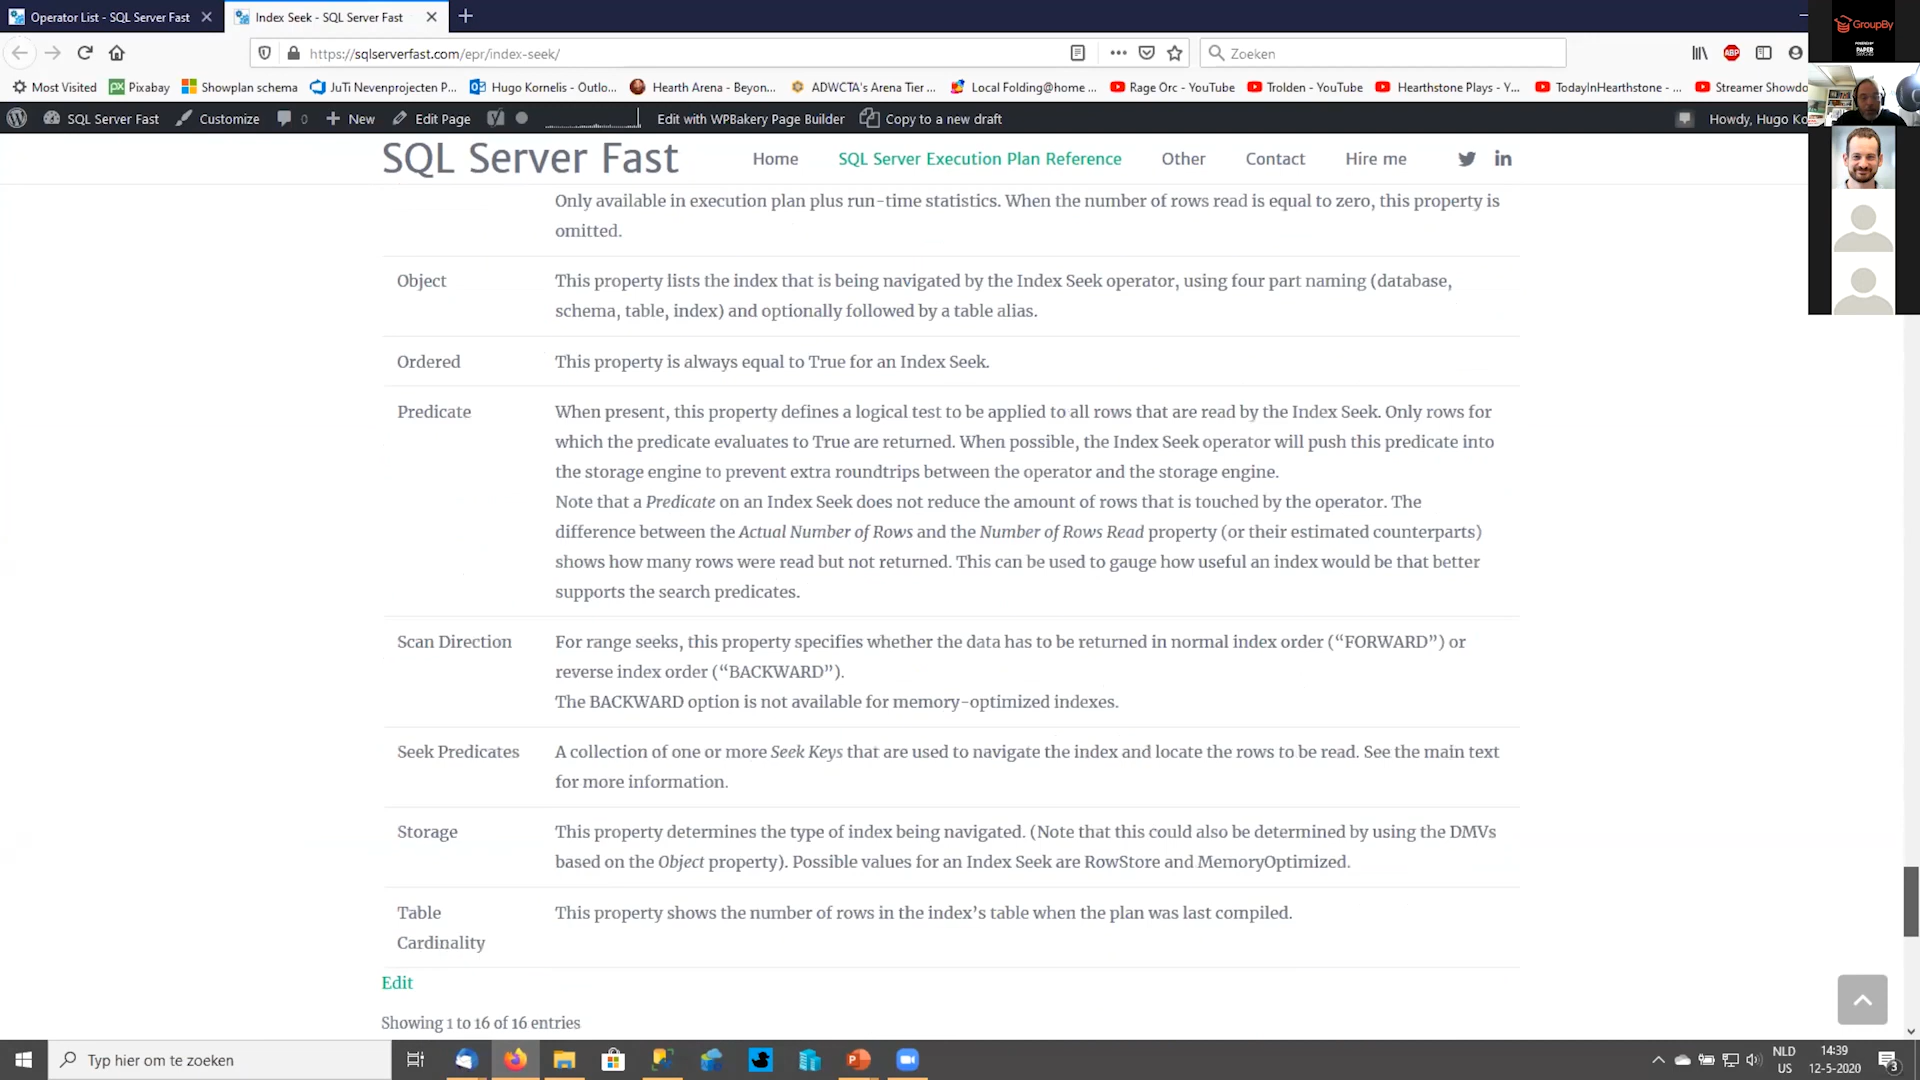 Operator List - SQL Server Fast
Index Seek - SQL Server Fast
https://sqlserverfast.com/epr/index-seek/
Zoeken
ABP
GroupBy
Most Visited
Pixabay
Showplan schema
JuTi Nevenprojecten P...
Hugo Kornelis - Outlo...
Hearth Arena - Beyon...
ADWCTA's Arena Tier ...
Local Folding@home ...
Rage Orc - YouTube
Trolden - YouTube
Hearthstone Plays - Y...
TodayInHearthstone - ...
Streamer Showdo
SQL Server Fast
Customize
0
New
Edit Page
Edit with WPBakery Page Builder
Copy to a new draft
Howdy, Hugo Ko
SQL Server Fast
Home
SQL Server Execution Plan Reference
Other
Contact
Hire me
Only available in execution plan plus run-time statistics. When the number of rows read is equal to zero, this property is
omitted.
Object
This property lists the index that is being navigated by the Index Seek operator, using four part naming (database,
schema, table, index) and optionally followed by a table alias.
Ordered
This property is always equal to True for an Index Seek.
Predicate
When present, this property defines a logical test to be applied to all rows that are read by the Index Seek. Only rows for
which the predicate evaluates to True are returned. When possible, the Index Seek operator will push this predicate into
the storage engine to prevent extra roundtrips between the operator and the storage engine.
Note that a Predicate on an Index Seek does not reduce the amount of rows that is touched by the operator. The
difference between the Actual Number of Rows and the Number of Rows Read property (or their estimated counterparts)
shows how many rows were read but not returned. This can be used to gauge how useful an index would be that better
supports the search predicates.
Scan Direction
For range seeks, this property specifies whether the data has to be returned in normal index order (“FORWARD”) or
reverse index order (“BACKWARD”).
The BACKWARD option is not available for memory-optimized indexes.
Seek Predicates
A collection of one or more Seek Keys that are used to navigate the index and locate the rows to be read. See the main text
for more information.
Storage
This property determines the type of index being navigated. (Note that this could also be determined by using the DMVs
based on the Object property). Possible values for an Index Seek are RowStore and MemoryOptimized.
Table
Cardinality
This property shows the number of rows in the index’s table when the plan was last compiled.
Edit
Showing 1 to 16 of 16 entries
Typ hier om te zoeken
NLD
US
14:39
12-5-2020
3